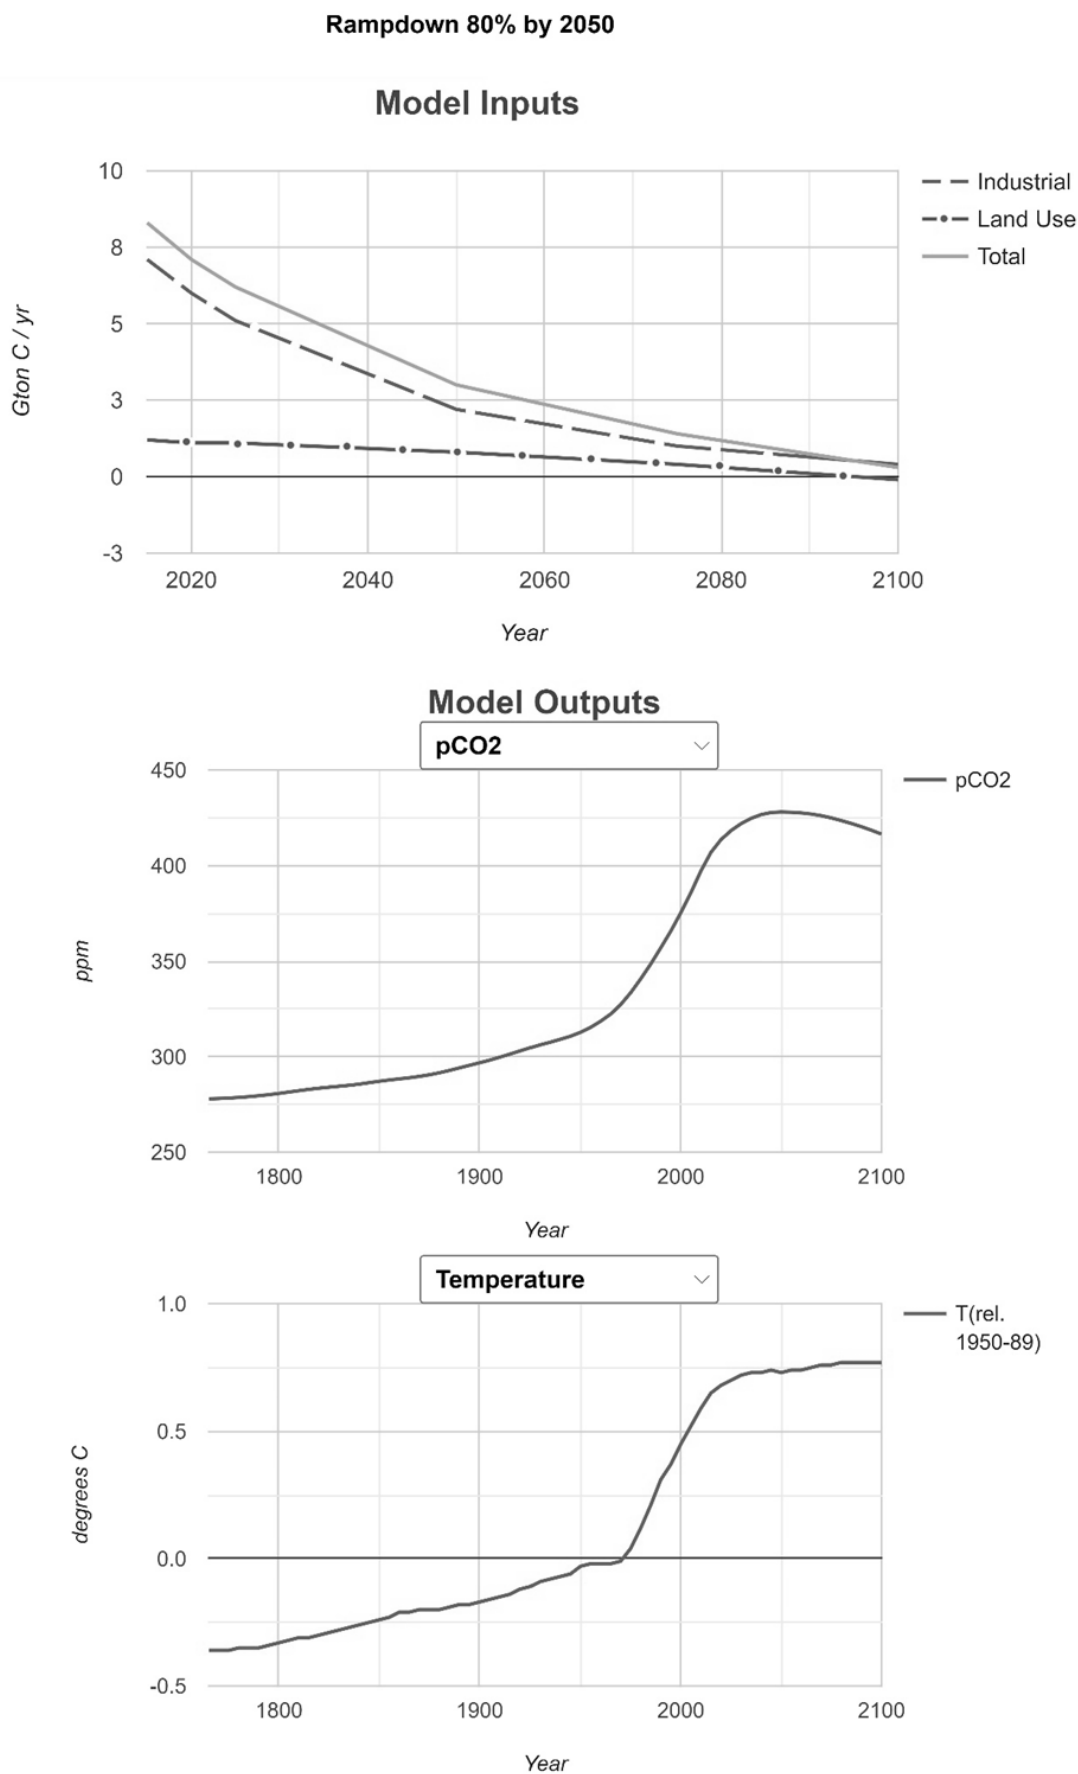 Rampdown 80% by 2050
Model Inputs
Gton C / yr
10
8
5
3
0
-3
2020 2040 2060 2080 2100
Year
Industrial
Land Use
Total
Model Outputs
pCO2
ppm
450
400
350
300
250
1800 1900 2000 2100
Year
pCO2
Temperature
degrees C
1.0
0.5
0.0
-0.5
1800 1900 2000 2100
Year
T(rel.
1950-89)